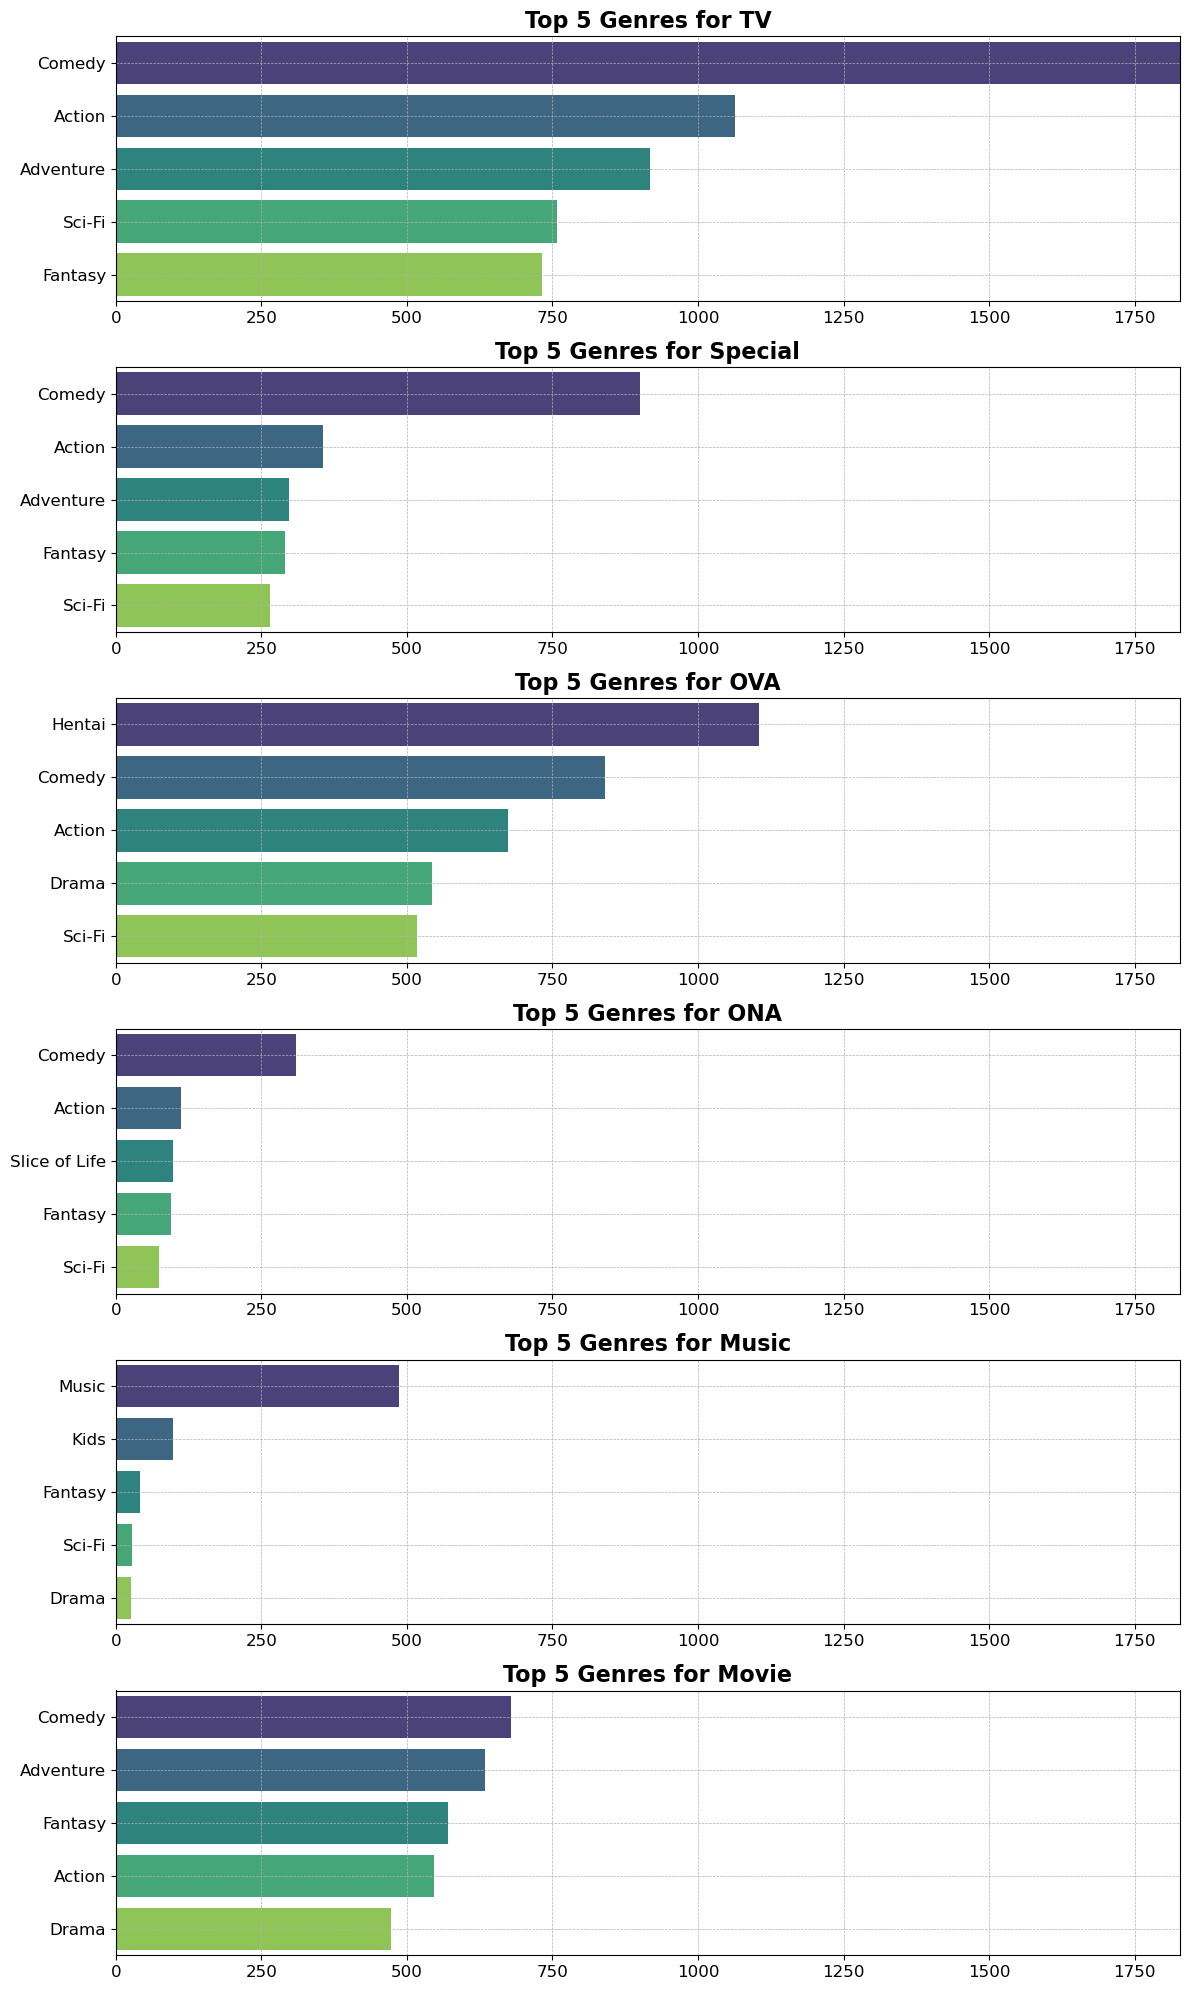 Top 5 Genres for TV
Comedy
Action
Adventure
Sci-Fi
Fantasy
0 250 500 750 1000 1250 1500 1750
Top 5 Genres for Special
Comedy
Action
Adventure
Fantasy
Sci-Fi
0 250 500 750 1000 1250 1500 1750
Top 5 Genres for OVA
Hentai
Comedy
Action
Drama
Sci-Fi
0 250 500 750 1000 1250 1500 1750
Top 5 Genres for ONA
Comedy
Action
Slice of Life
Fantasy
Sci-Fi
0 250 500 750 1000 1250 1500 1750
Top 5 Genres for Music
Music
Kids
Fantasy
Sci-Fi
Drama
0 250 500 750 1000 1250 1500 1750
Top 5 Genres for Movie
Comedy
Adventure
Fantasy
Action
Drama
0 250 500 750 1000 1250 1500 1750